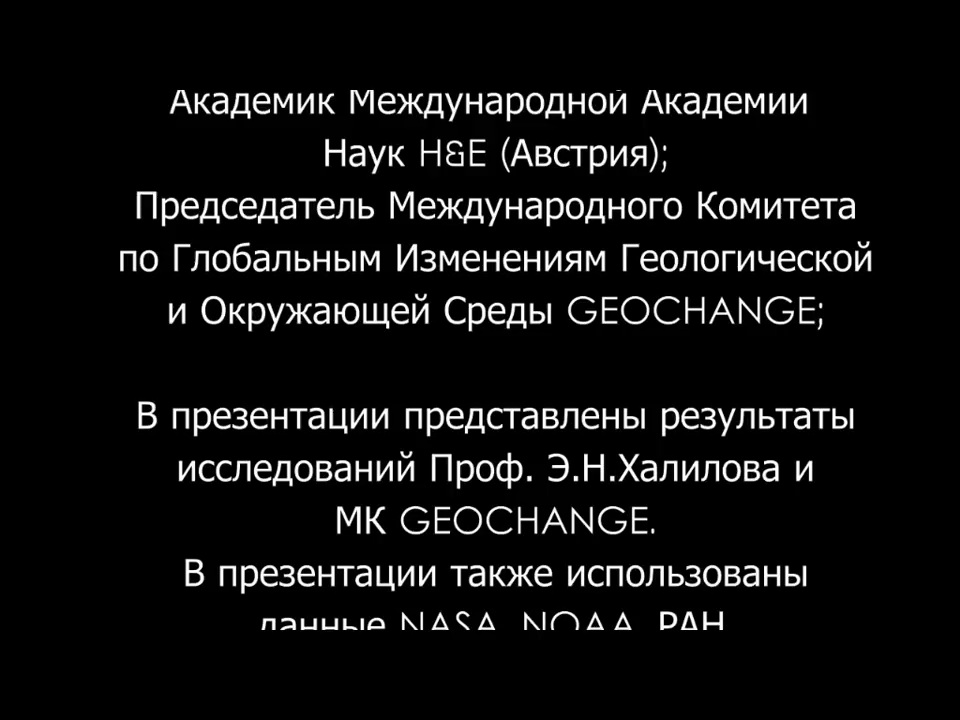 Академик Международной Академии
Наук H&E (Австрия);
Председатель Международного Комитета
по Глобальным Изменениям Геологической
и Окружающей Среды GEOCHANGE;
В презентации представлены результаты
исследований Проф. Э.Н.Халилова и
МК GEOCHANGE.
В презентации также использованы
данные NASA, NOAA, РАН